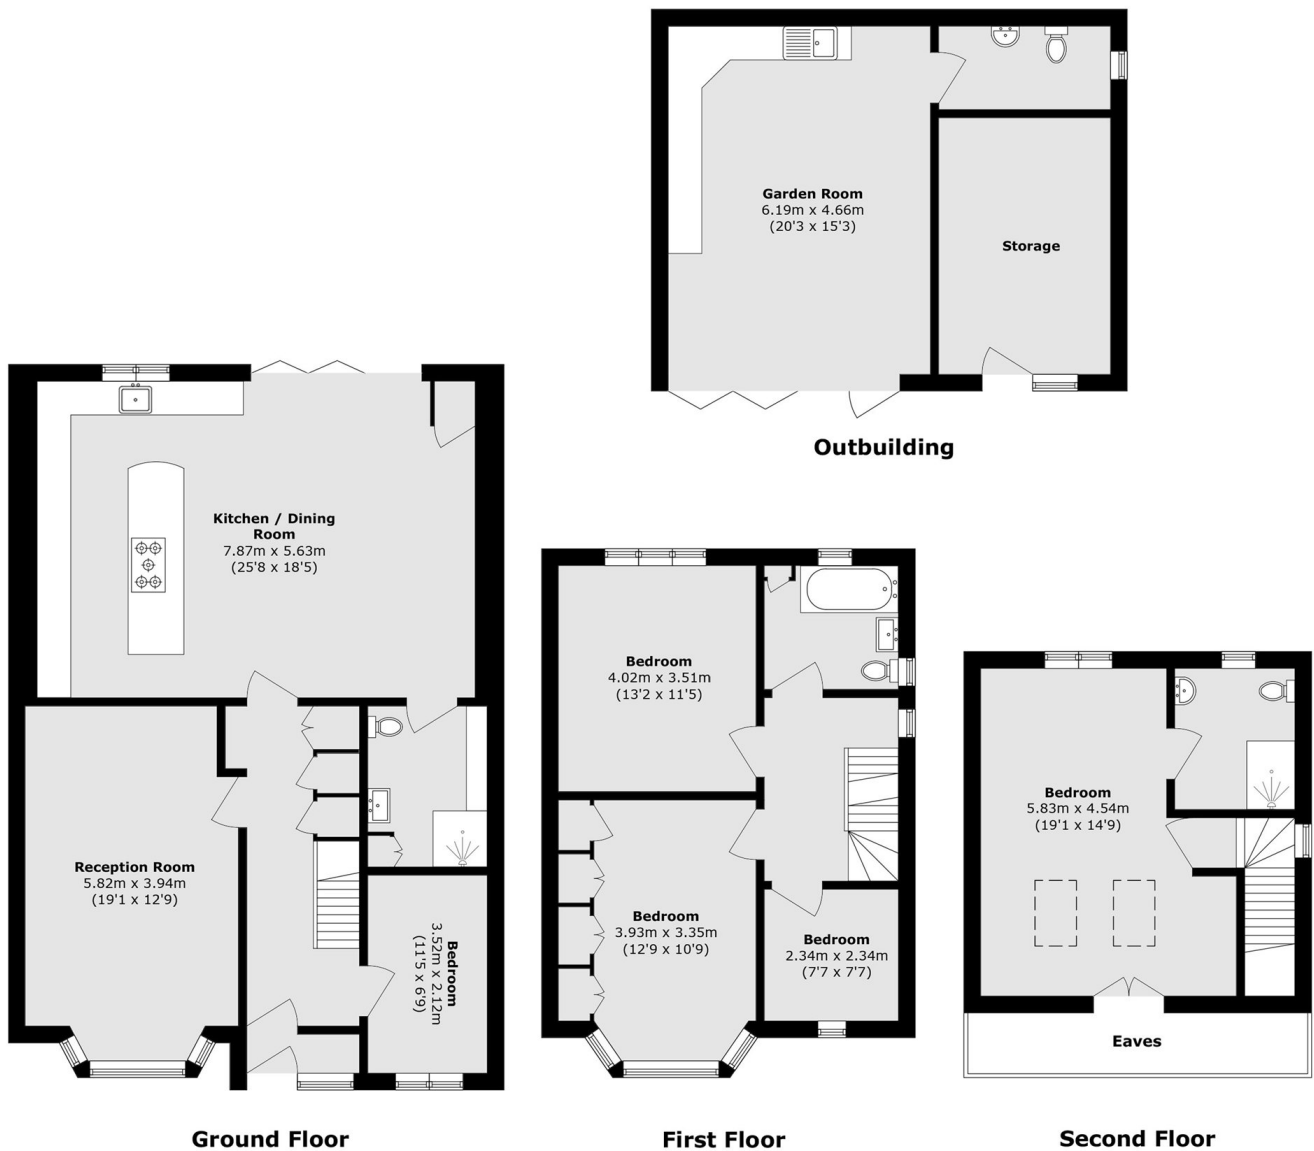 Garden Room
6.19m x 4.66m
(20'3 x 15'3)
Storage
Outbuilding
Kitchen / Dining
Room
7.87m x 5.63m
(25'8 x 18'5)
Reception Room
5.82m x 3.94m
(19'1 x 12'9)
Bedroom
3.52m x 2.12m
(11'5 x 6'9)
Ground Floor
Bedroom
4.02m x 3.51m
(13'2 x 11'5)
Bedroom
3.93m x 3.35m
(12'9 x 10'9)
Bedroom
2.34m x 2.34m
(7'7 x 7'7)
First Floor
Bedroom
5.83m x 4.54m
(19'1 x 14'9)
Eaves
Second Floor